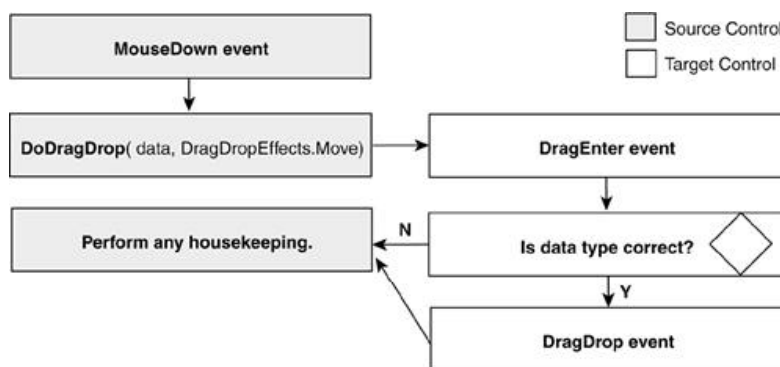 MouseDown event
Source Control
Target Control
DoDragDrop( data, DragDropEffects.Move)
DragEnter event
Perform any housekeeping.
N
Is data type correct?
Y
DragDrop event